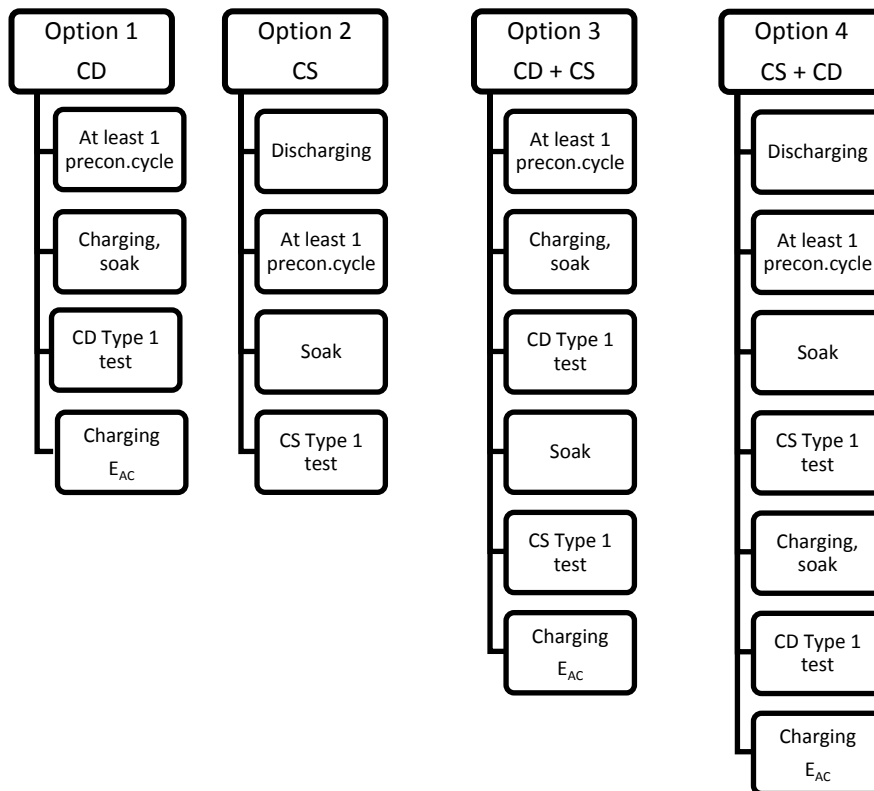 Option 1
CD
At least 1
precon.cycle
Charging,
soak
CD Type 1
test
Charging
EAC
Option 2
CS
Discharging
At least 1
precon.cycle
Soak
CS Type 1
test
Option 3
CD + CS
At least 1
precon.cycle
Charging,
soak
CD Type 1
test
Soak
CS Type 1
test
Charging
EAC
Option 4
CS + CD
Discharging
At least 1
precon.cycle
Soak
CS Type 1
test
Charging,
soak
CD Type 1
test
Charging
EAC